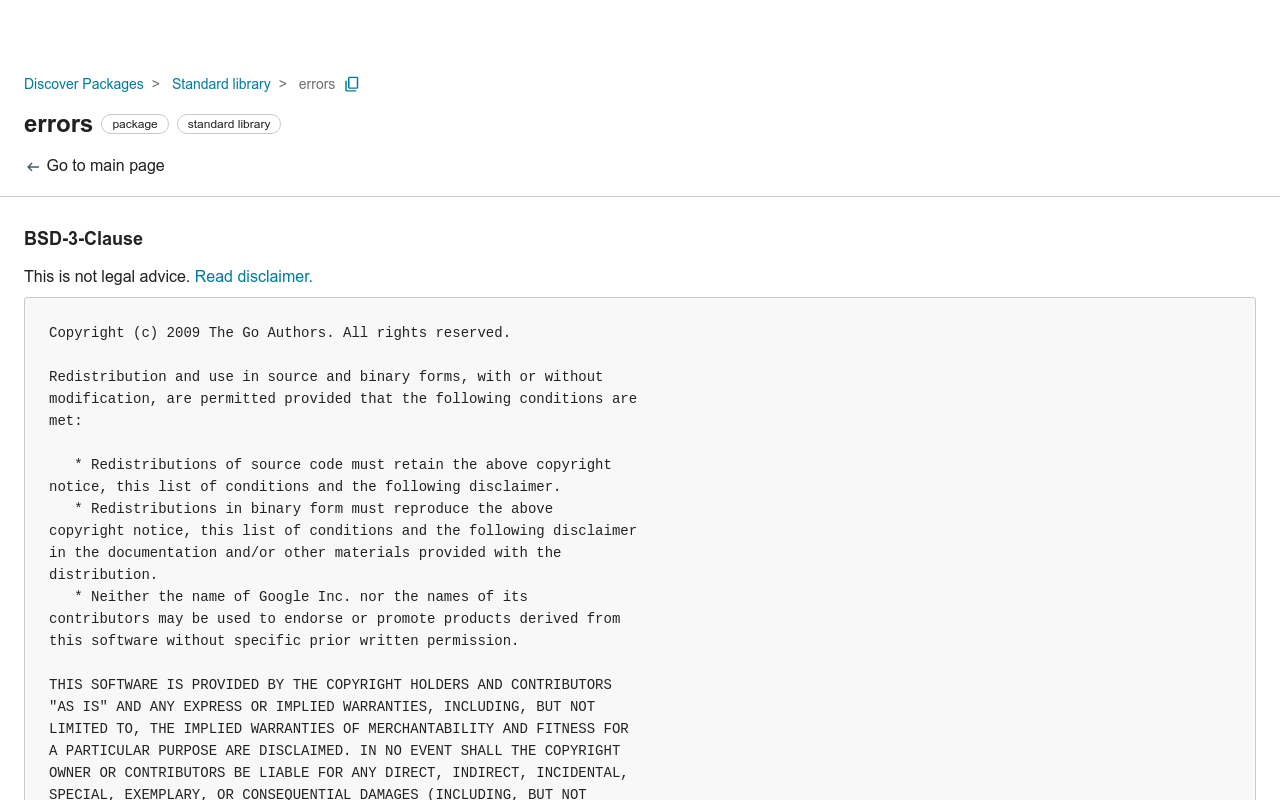 Discover Packages > Standard library > errors
errors package standard library
Go to main page
BSD-3-Clause
This is not legal advice. Read disclaimer.
Copyright (c) 2009 The Go Authors. All rights reserved.
Redistribution and use in source and binary forms, with or without
modification, are permitted provided that the following conditions are
met:
   * Redistributions of source code must retain the above copyright
notice, this list of conditions and the following disclaimer.
   * Redistributions in binary form must reproduce the above
copyright notice, this list of conditions and the following disclaimer
in the documentation and/or other materials provided with the
distribution.
   * Neither the name of Google Inc. nor the names of its
contributors may be used to endorse or promote products derived from
this software without specific prior written permission.
THIS SOFTWARE IS PROVIDED BY THE COPYRIGHT HOLDERS AND CONTRIBUTORS
"AS IS" AND ANY EXPRESS OR IMPLIED WARRANTIES, INCLUDING, BUT NOT
LIMITED TO, THE IMPLIED WARRANTIES OF MERCHANTABILITY AND FITNESS FOR
A PARTICULAR PURPOSE ARE DISCLAIMED. IN NO EVENT SHALL THE COPYRIGHT
OWNER OR CONTRIBUTORS BE LIABLE FOR ANY DIRECT, INDIRECT, INCIDENTAL,
SPECIAL, EXEMPLARY, OR CONSEQUENTIAL DAMAGES (INCLUDING, BUT NOT